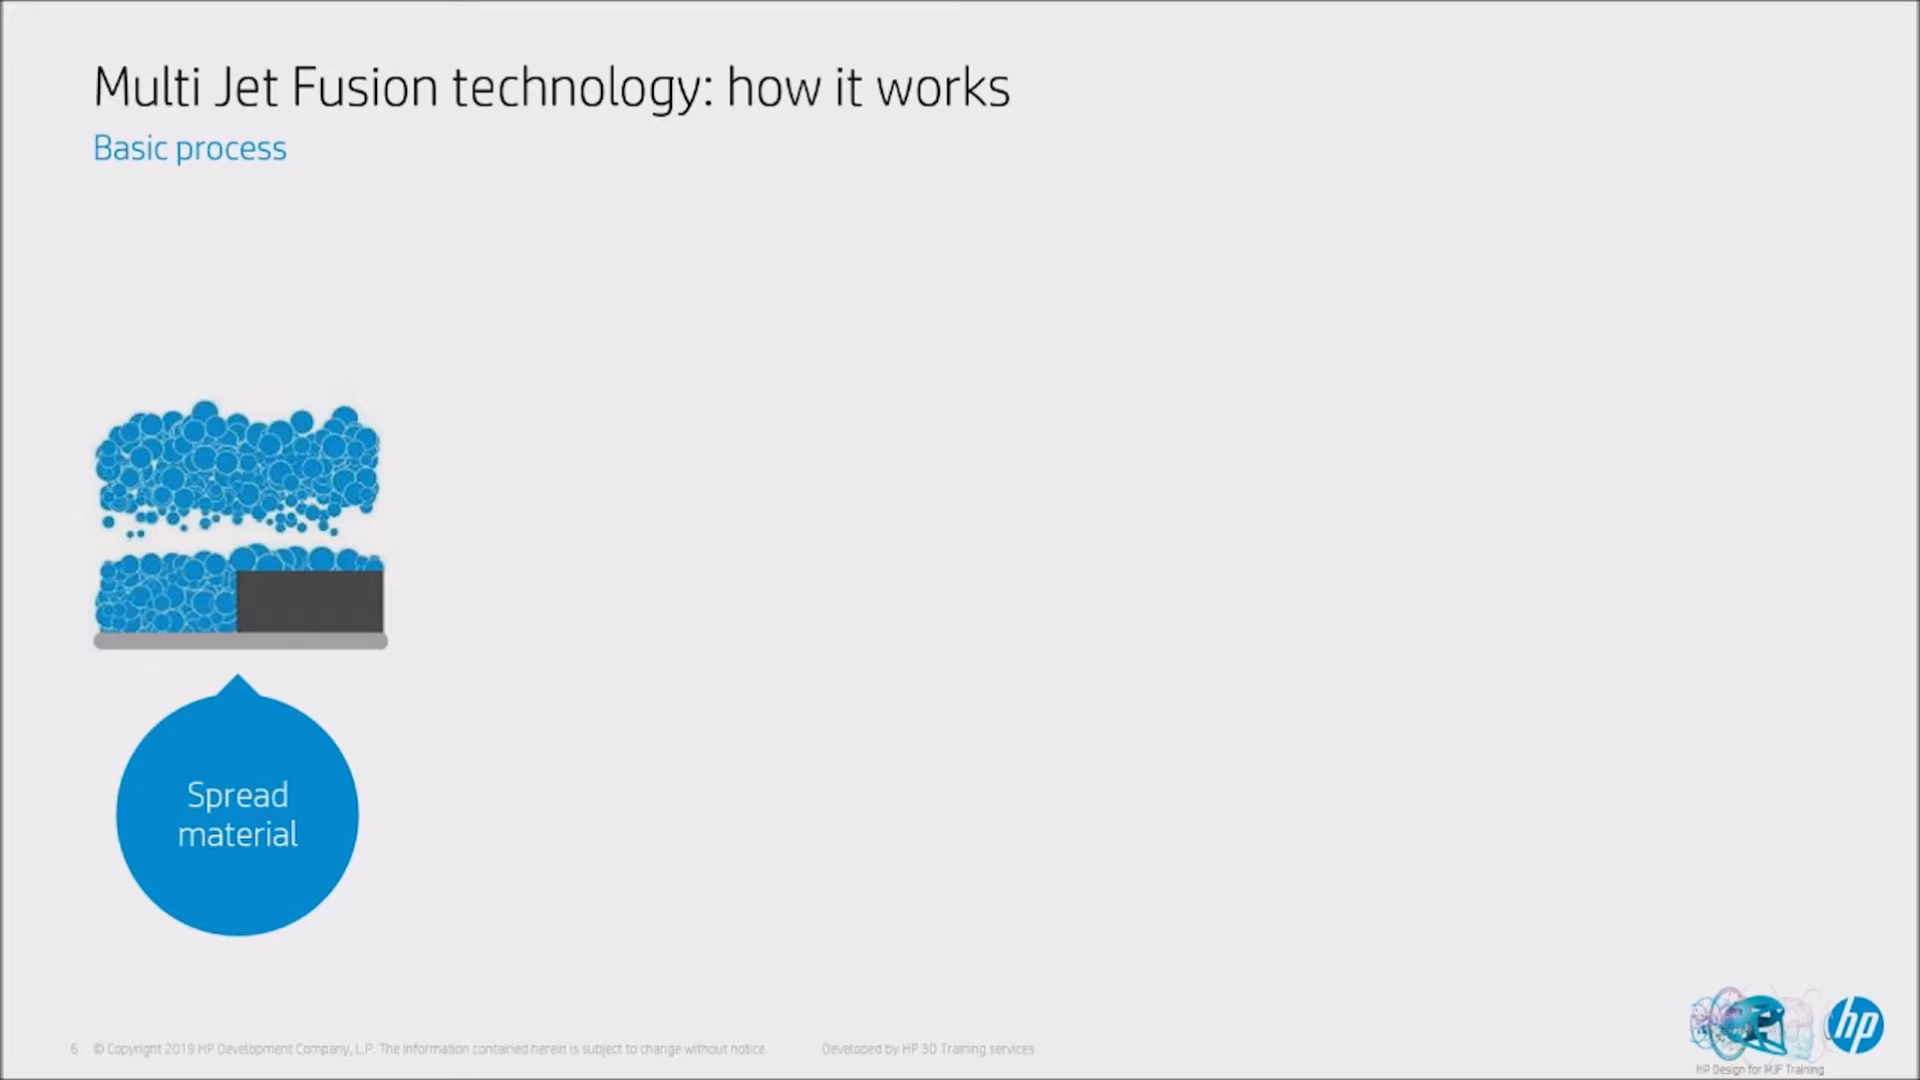 Multi Jet Fusion technology: how it works
Basic process
Spread
material
6 © Copyright 2019 HP Development Company, L.P. The information contained herein is subject to change without notice Developed by HP 3D Training services
hp
HP Design for MJF Training